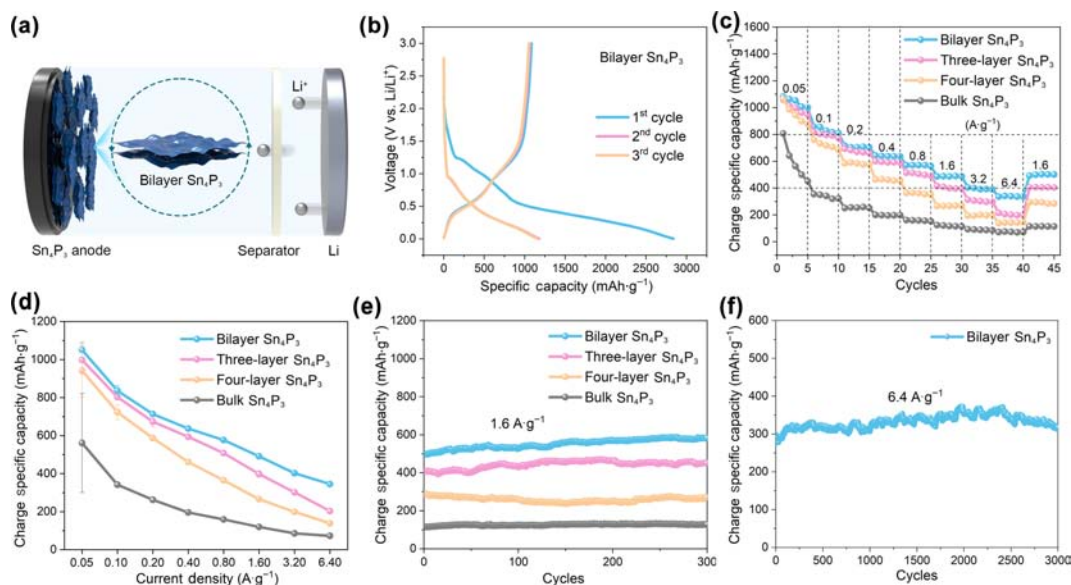 (a)
Li⁺
Bilayer Sn₄P₃
Sn₄P₃ anode
Separator
Li
(b)
Voltage (V vs. Li/Li⁺)
3.0
2.5
2.0
1.5
1.0
0.5
0.0
Bilayer Sn₄P₃
1ˢᵗ cycle
2ⁿᵈ cycle
3ʳᵈ cycle
0 500 1000 1500 2000 2500 3000
Specific capacity (mAh·g⁻¹)
(c)
Charge specific capacity (mAh·g⁻¹)
1600
1400
1200
1000
800
600
400
200
0
Bilayer Sn₄P₃
Three-layer Sn₄P₃
Four-layer Sn₄P₃
Bulk Sn₄P₃
(A·g⁻¹)
0.05
0.1
0.2
0.4
0.8
1.6
3.2
6.4
1.6
0 5 10 15 20 25 30 35 40 45
Cycles
(d)
Charge specific capacity (mAh·g⁻¹)
1200
1000
800
600
400
200
0
Bilayer Sn₄P₃
Three-layer Sn₄P₃
Four-layer Sn₄P₃
Bulk Sn₄P₃
0.05 0.10 0.20 0.40 0.80 1.60 3.20 6.40
Current density (A·g⁻¹)
(e)
Charge specific capacity (mAh·g⁻¹)
1200
1000
800
600
400
200
0
Bilayer Sn₄P₃
Three-layer Sn₄P₃
Four-layer Sn₄P₃
Bulk Sn₄P₃
1.6 A·g⁻¹
0 100 200 300
Cycles
(f)
Charge specific capacity (mAh·g⁻¹)
600
500
400
300
200
100
0
Bilayer Sn₄P₃
6.4 A·g⁻¹
0 500 1000 1500 2000 2500 3000
Cycles